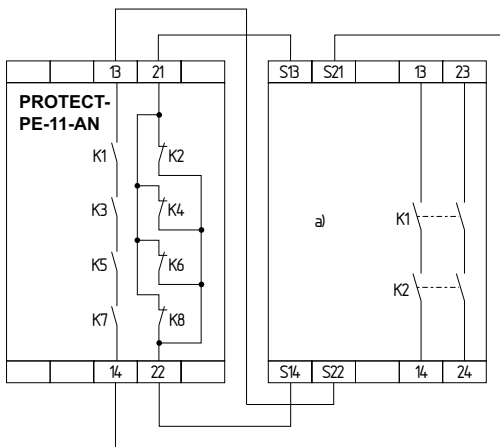 13 21
S13 S21 13 23
PROTECT-
PE-11-AN
K1 K2
K3 K4
a)
K1
K5 K6
K2
K7 K8
14 22
S14 S22 14 24